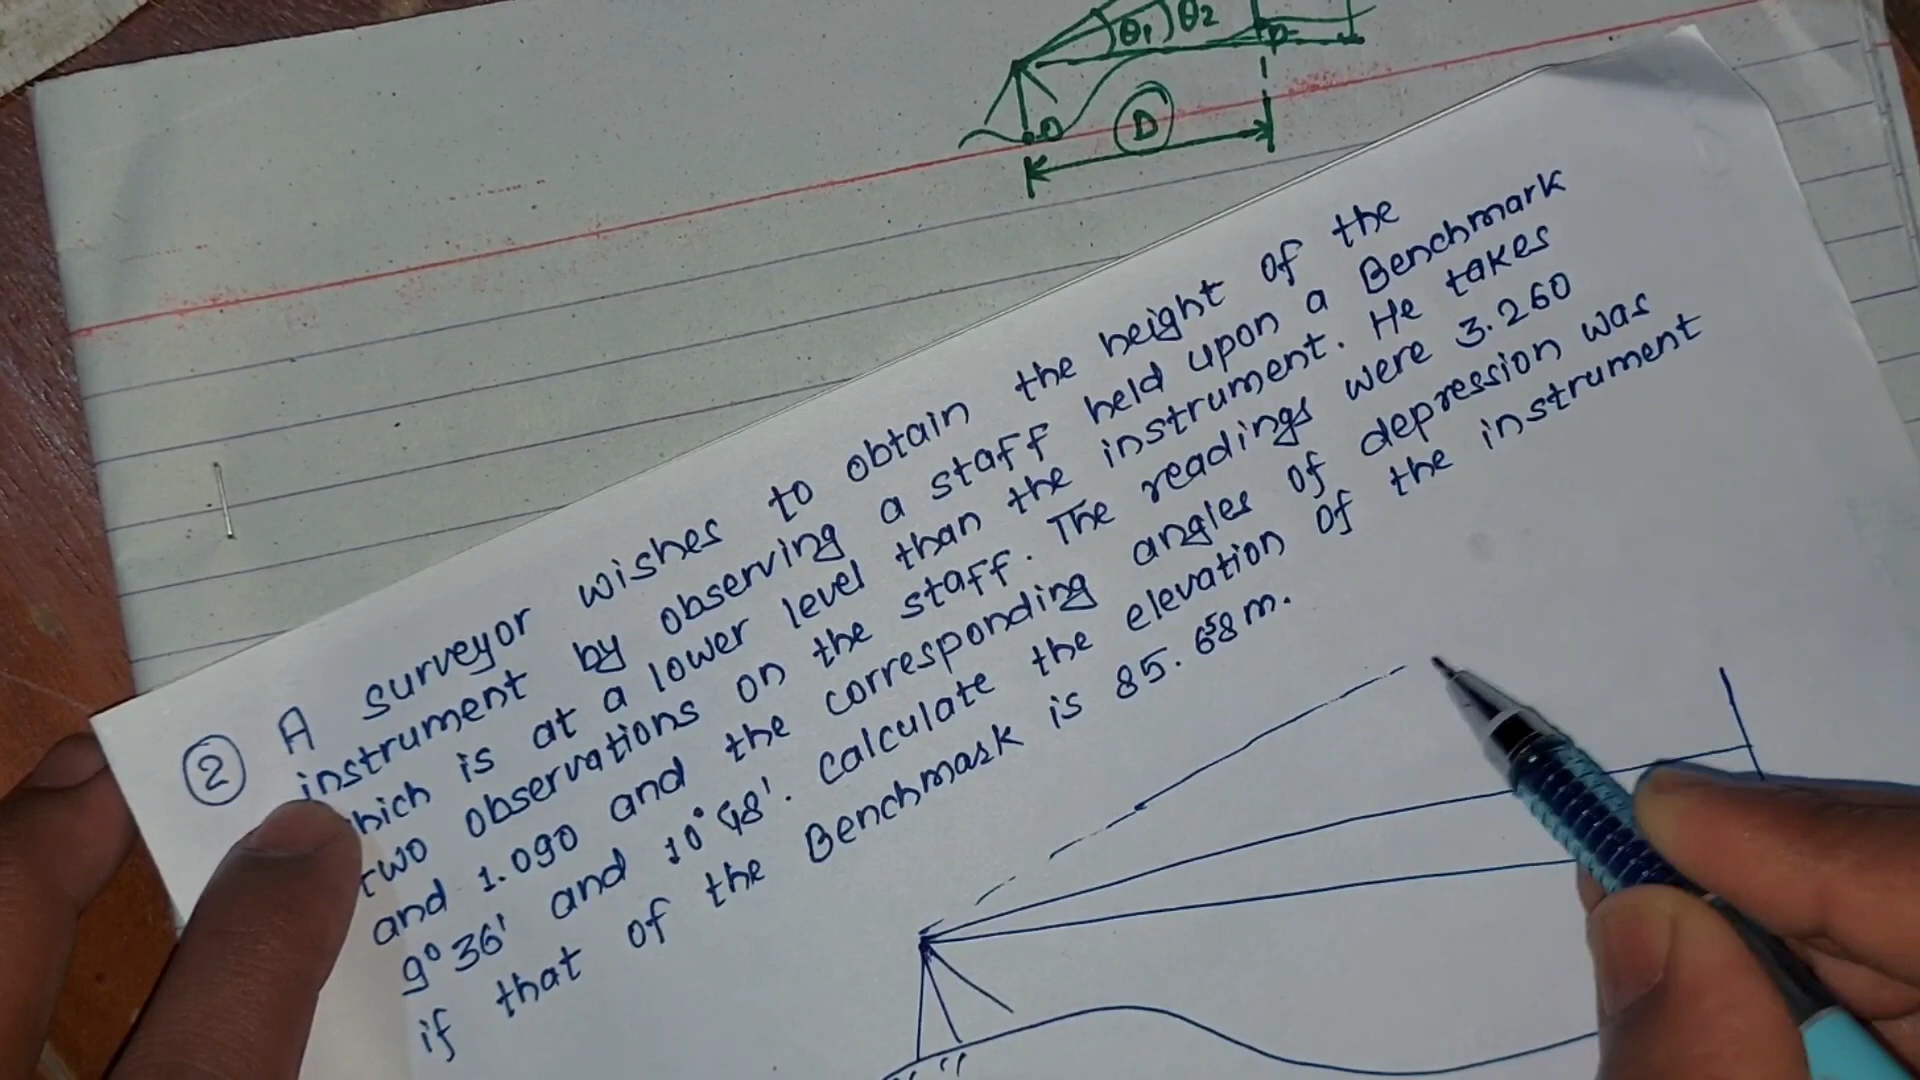 θ1 θ2
D
② A surveyor wishes to obtain the height of the
instrument by observing a staff held upon a Benchmark
which is at a lower level than the instrument. He takes
two observations on the staff. The readings were 3.260
and 1.090 and the corresponding angles of depression was
9°36' and 10°48'. calculate the elevation of the instrument
if that of the Benchmark is 85.658m.